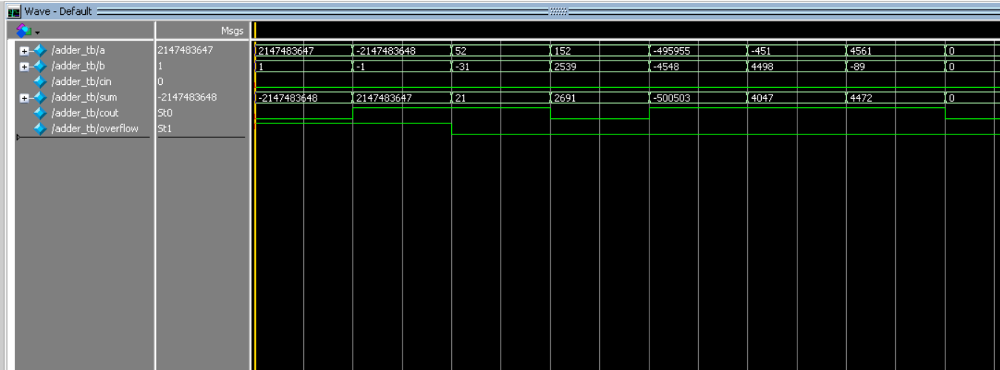 Wave - Default
Msgs
/adder_tb/a 2147483647 2147483647 -2147483648 52 152 -495955 -451 4561 0
/adder_tb/b 1 1 -1 -31 2539 -4548 4498 -89 0
/adder_tb/cin 0
/adder_tb/sum -2147483648 -2147483648 2147483647 21 2691 -500503 4047 4472 0
/adder_tb/cout St0
/adder_tb/overflow St1